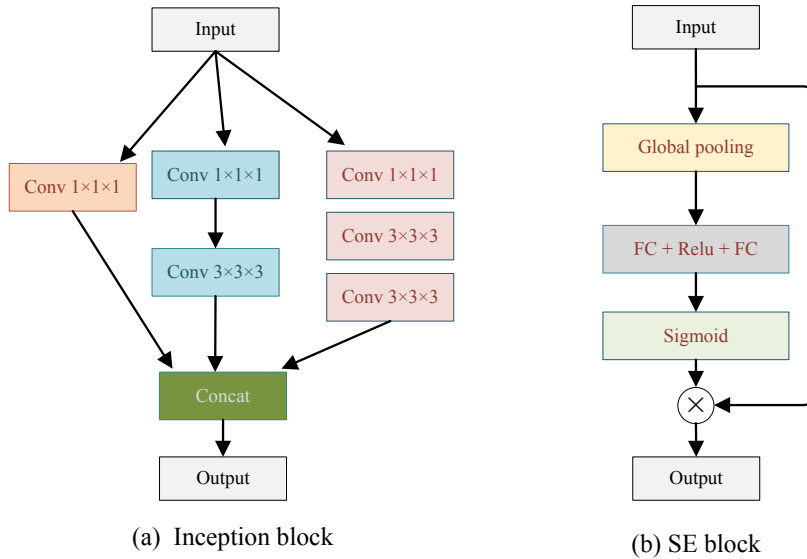 Input
Conv 1×1×1
Conv 1×1×1
Conv 3×3×3
Conv 1×1×1
Conv 3×3×3
Conv 3×3×3
Concat
Output
(a) Inception block
Input
Global pooling
FC + Relu + FC
Sigmoid
×
Output
(b) SE block